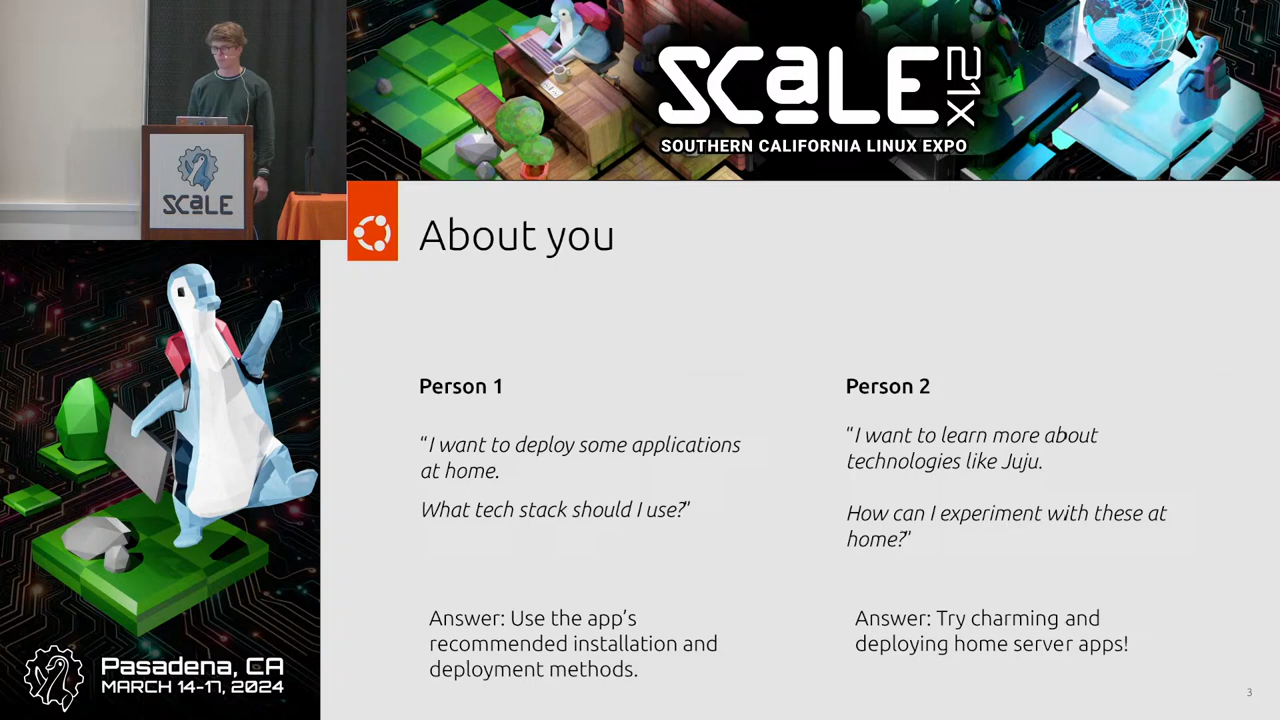 SCaLE
SCaLE 21X
SOUTHERN CALIFORNIA LINUX EXPO
About you
Person 1
“I want to deploy some applications
at home.
What tech stack should I use?”
Answer: Use the app’s
recommended installation and
deployment methods.
Person 2
“I want to learn more about
technologies like Juju.
How can I experiment with these at
home?”
Answer: Try charming and
deploying home server apps!
3
Pasadena, CA
MARCH 14-17, 2024